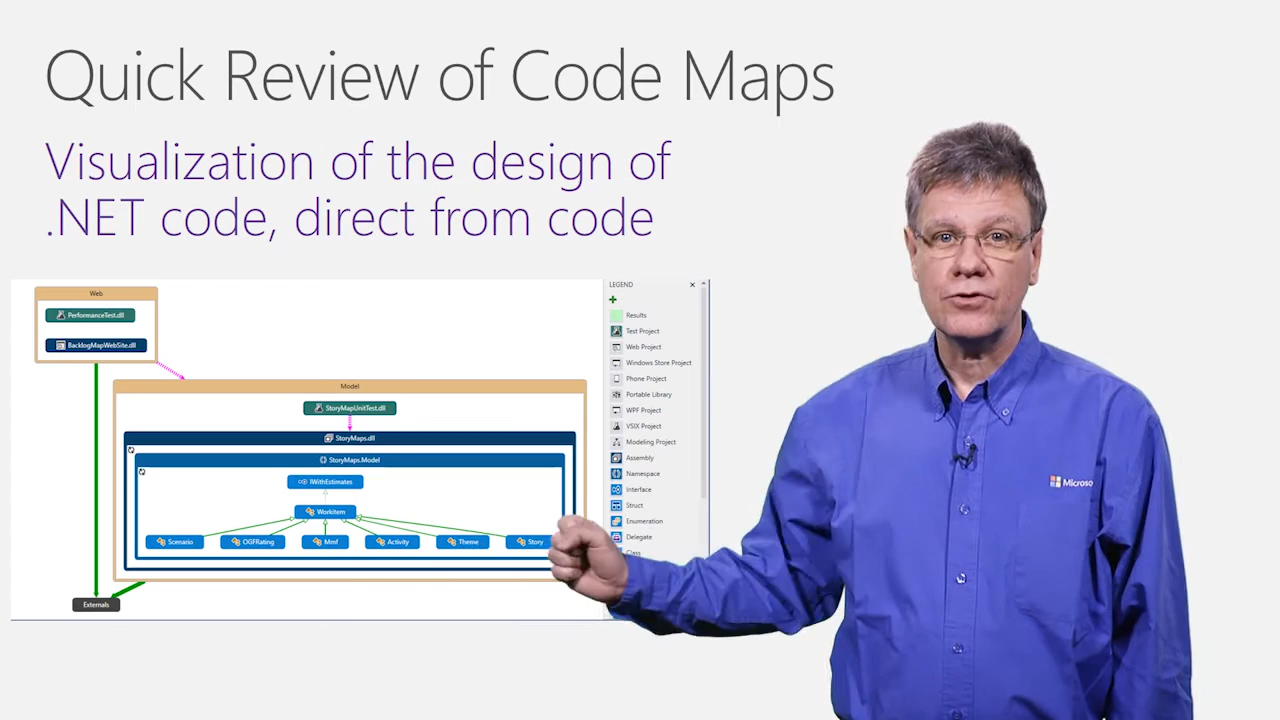 Quick Review of Code Maps
Visualization of the design of
.NET code, direct from code
Web
PerformanceTest.dll
BacklogMapWebSite.dll
Model
StoryMapUnitTest.dll
StoryMaps.dll
StoryMaps.Model
IWithEstimates
Workitem
Scenario
OGFRating
Mmf
Activity
Theme
Story
Externals
LEGEND
Results
Test Project
Web Project
Windows Store Project
Phone Project
Portable Library
WPF Project
VSIX Project
Modeling Project
Assembly
Namespace
Interface
Struct
Enumeration
Delegate
Class
Microso